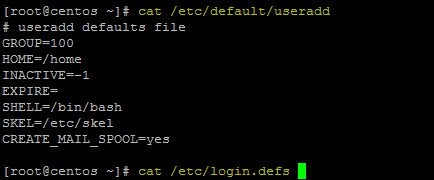 [root@centos ~]# cat /etc/default/useradd
# useradd defaults file
GROUP=100
HOME=/home
INACTIVE=-1
EXPIRE=
SHELL=/bin/bash
SKEL=/etc/skel
CREATE_MAIL_SPOOL=yes
[root@centos ~]# cat /etc/login.defs